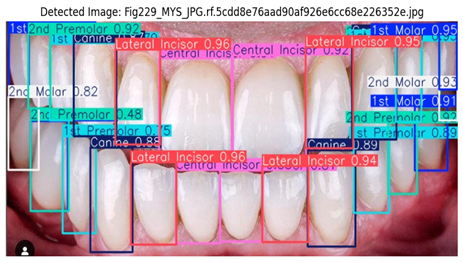 Detected Image: Fig229_MYS_JPG.rf.5cdd8e76aad90af926e6cc68e226352e.jpg
1st
2nd Premolar 0.92
1st Molar 0.95
1st
Canine
Lateral Incisor 0.96
Lateral Incisor 0.95
Central Incisor
Central Incisor 0.92
2nd Molar 0.93
2nd Molar 0.82
1st Molar 0.91
2nd Premolar 0.48
2nd Premolar
1st Premolar 0.75
0.89
Canine 0.88
Canine 0.89
Lateral Incisor 0.96
Lateral Incisor 0.94
Central Incisor